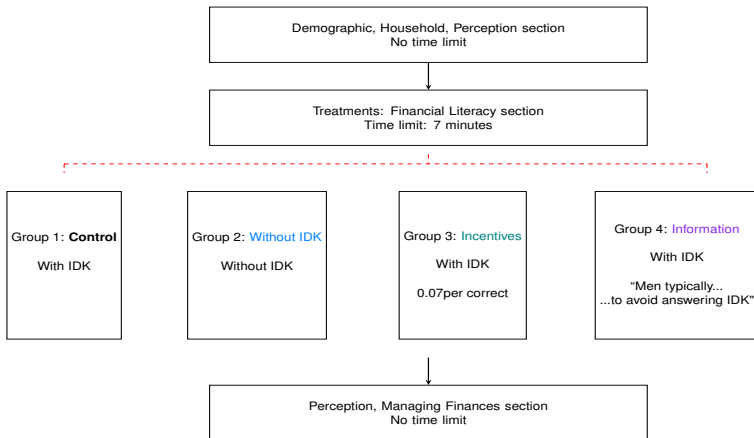 Demographic, Household, Perception section
No time limit
Treatments: Financial Literacy section
Time limit: 7 minutes
Group 1: Control
With IDK
Group 2: Without IDK
Without IDK
Group 3: Incentives
With IDK
0.07per correct
Group 4: Information
With IDK
“Men typically...
...to avoid answering IDK"
Perception, Managing Finances section
No time limit